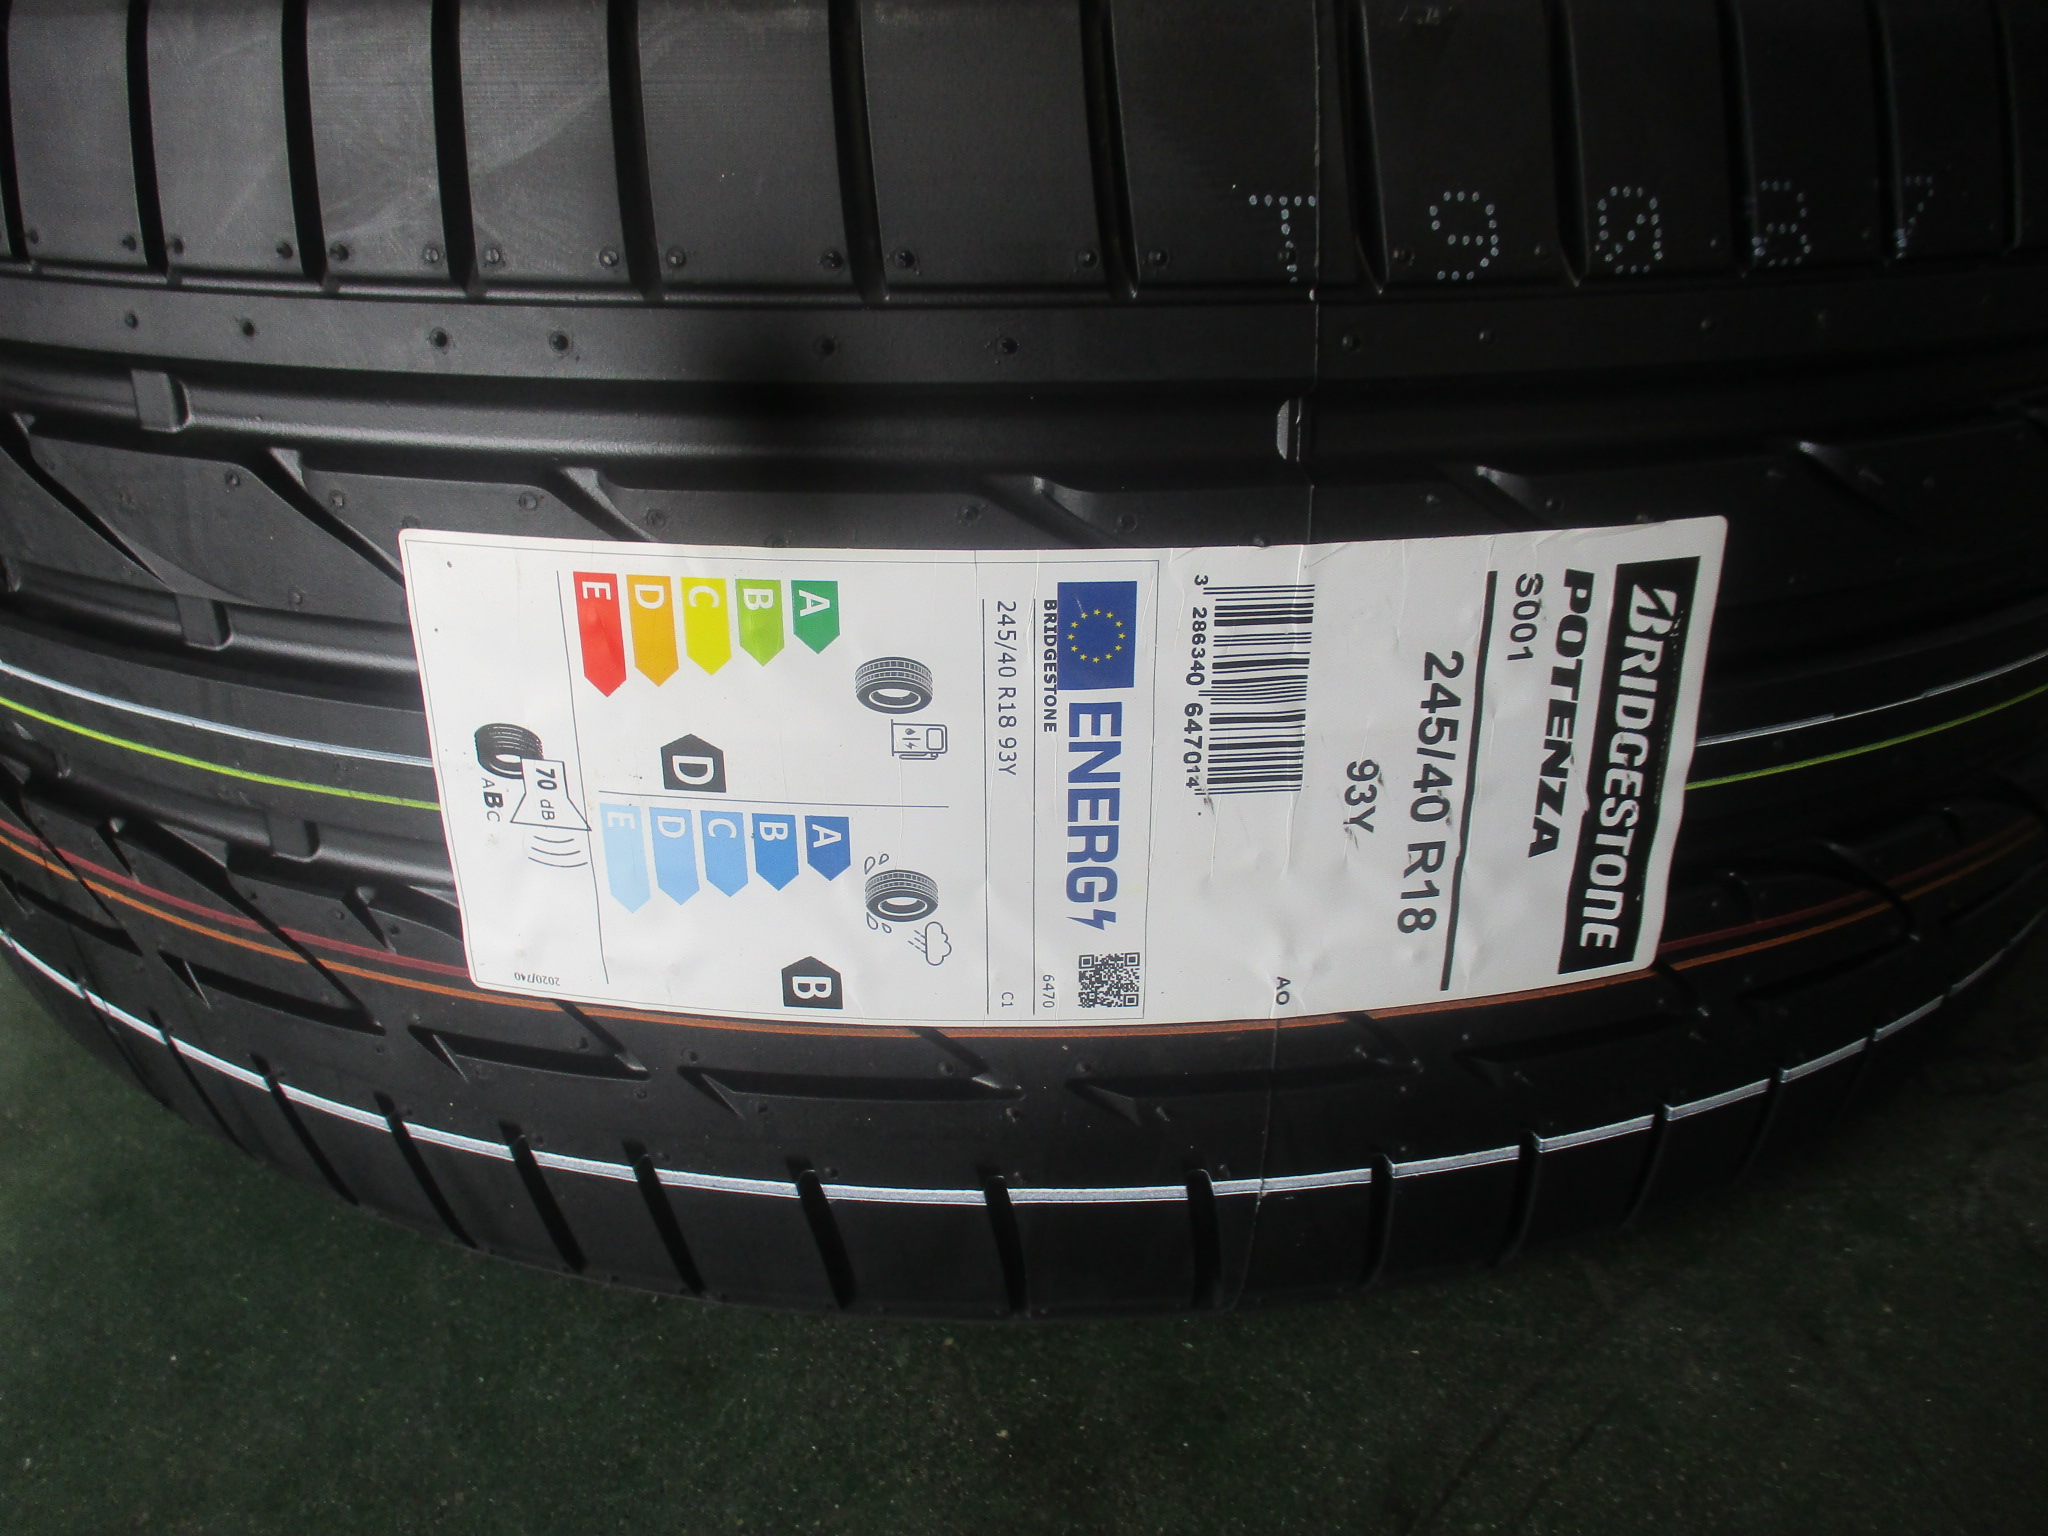 BRIDGESTONE
POTENZA
S001
245/40 R18
93Y
AO
3 286340 647014
ENERG
BRIDGESTONE
6470
245/40 R18 93Y
C1
A
B
C
D
E
D
A
B
C
D
E
B
70 dB
ABC
2020/740